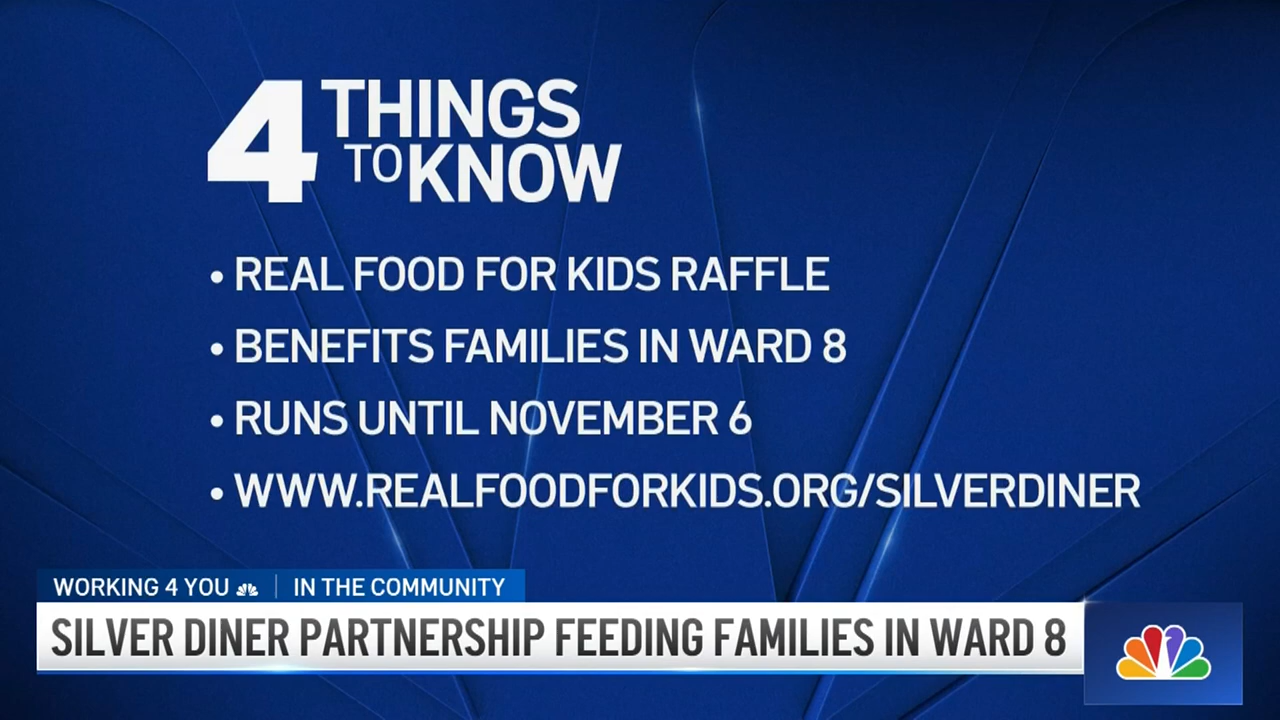 4 THINGS
TO KNOW
• REAL FOOD FOR KIDS RAFFLE
• BENEFITS FAMILIES IN WARD 8
• RUNS UNTIL NOVEMBER 6
• WWW.REALFOODFORKIDS.ORG/SILVERDINER
WORKING 4 YOU | IN THE COMMUNITY
SILVER DINER PARTNERSHIP FEEDING FAMILIES IN WARD 8